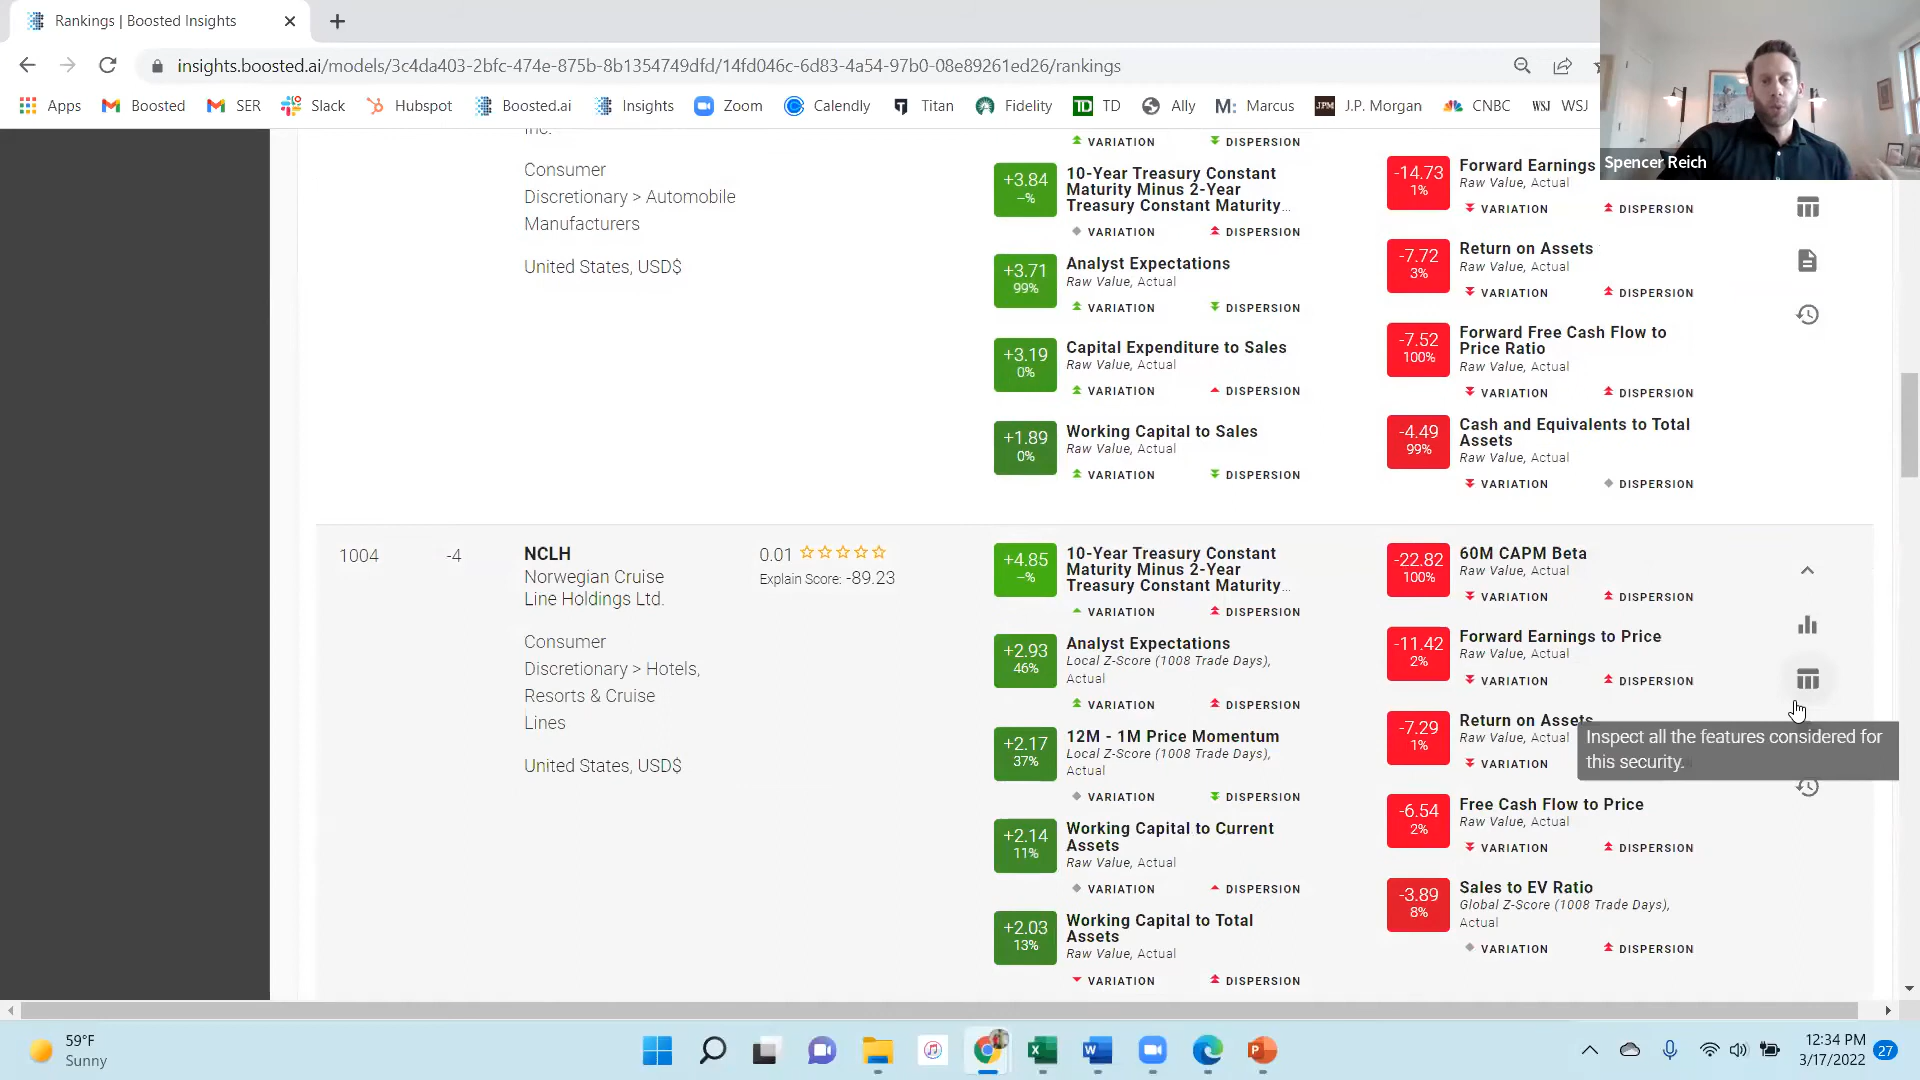 Rankings | Boosted Insights
insights.boosted.ai/models/3c4da403-2bfc-474e-875b-8b1354749dfd/14fd046c-6d83-4a54-97b0-08e89261ed26/rankings
Apps Boosted SER Slack Hubspot Boosted.ai Insights Zoom Calendly Titan Fidelity TD TD Ally M: Marcus JPM J.P. Morgan CNBC WSJ WSJ
Spencer Reich
Inc.
Consumer
Discretionary > Automobile
Manufacturers
United States, USD$
VARIATION DISPERSION
+3.84
--%
10-Year Treasury Constant
Maturity Minus 2-Year
Treasury Constant Maturity...
VARIATION DISPERSION
+3.71
99%
Analyst Expectations
Raw Value, Actual
VARIATION DISPERSION
+3.19
0%
Capital Expenditure to Sales
Raw Value, Actual
VARIATION DISPERSION
+1.89
0%
Working Capital to Sales
Raw Value, Actual
VARIATION DISPERSION
-14.73
1%
Forward Earnings
Raw Value, Actual
VARIATION DISPERSION
-7.72
3%
Return on Assets
Raw Value, Actual
VARIATION DISPERSION
-7.52
100%
Forward Free Cash Flow to
Price Ratio
Raw Value, Actual
VARIATION DISPERSION
-4.49
99%
Cash and Equivalents to Total
Assets
Raw Value, Actual
VARIATION DISPERSION
1004
-4
NCLH
Norwegian Cruise
Line Holdings Ltd.
Consumer
Discretionary > Hotels,
Resorts & Cruise
Lines
United States, USD$
0.01
Explain Score: -89.23
+4.85
--%
10-Year Treasury Constant
Maturity Minus 2-Year
Treasury Constant Maturity...
VARIATION DISPERSION
+2.93
46%
Analyst Expectations
Local Z-Score (1008 Trade Days),
Actual
VARIATION DISPERSION
+2.17
37%
12M - 1M Price Momentum
Local Z-Score (1008 Trade Days),
Actual
VARIATION DISPERSION
+2.14
11%
Working Capital to Current
Assets
Raw Value, Actual
VARIATION DISPERSION
+2.03
13%
Working Capital to Total
Assets
Raw Value, Actual
VARIATION DISPERSION
-22.82
100%
60M CAPM Beta
Raw Value, Actual
VARIATION DISPERSION
-11.42
2%
Forward Earnings to Price
Raw Value, Actual
VARIATION DISPERSION
-7.29
1%
Return on Assets
Raw Value, Actual
VARIATION
Inspect all the features considered for
this security.
-6.54
2%
Free Cash Flow to Price
Raw Value, Actual
VARIATION DISPERSION
-3.89
8%
Sales to EV Ratio
Global Z-Score (1008 Trade Days),
Actual
VARIATION DISPERSION
59°F
Sunny
12:34 PM
3/17/2022
27